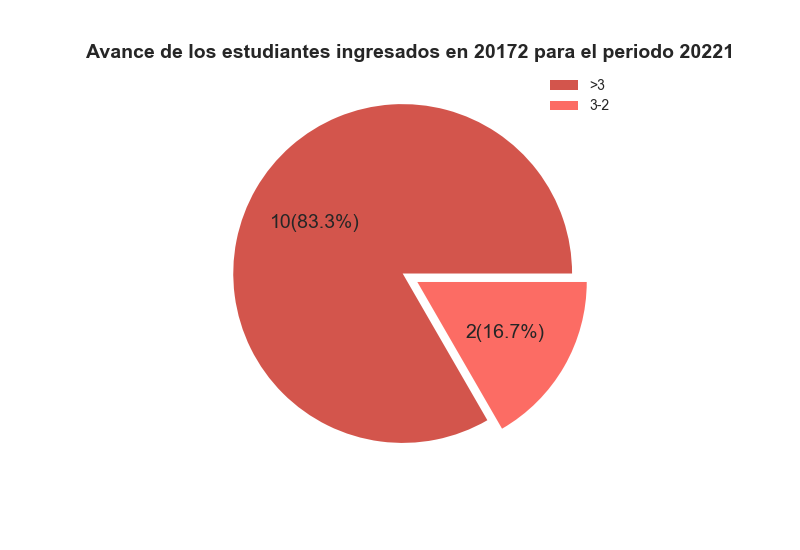 Avance de los estudiantes ingresados en 20172 para el periodo 20221
>3
3-2
10(83.3%)
2(16.7%)